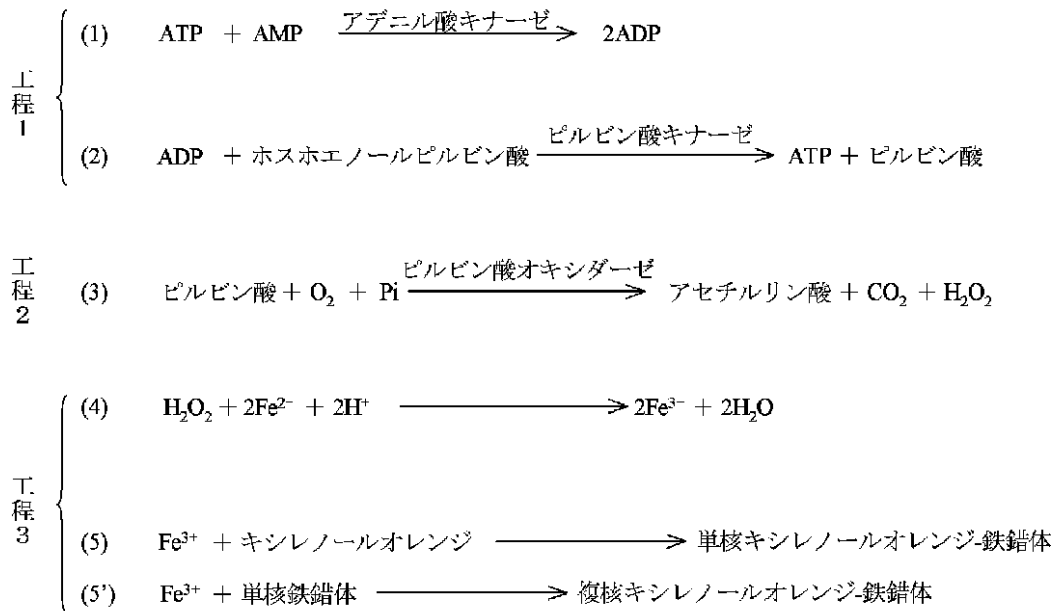 工程1
(1) ATP + AMP アデニル酸キナーゼ 2ADP
(2) ADP + ホスホエノールピルビン酸 ピルビン酸キナーゼ ATP + ピルビン酸
工程2
(3) ピルビン酸 + O₂ + Pi ピルビン酸オキシダーゼ アセチルリン酸 + CO₂ + H₂O₂
工程3
(4) H₂O₂ + 2Fe²⁻ + 2H⁺ 2Fe³⁻ + 2H₂O
(5) Fe³⁺ + キシレノールオレンジ 単核キシレノールオレンジ-鉄錯体
(5') Fe³⁺ + 単核鉄錯体 複核キシレノールオレンジ-鉄錯体